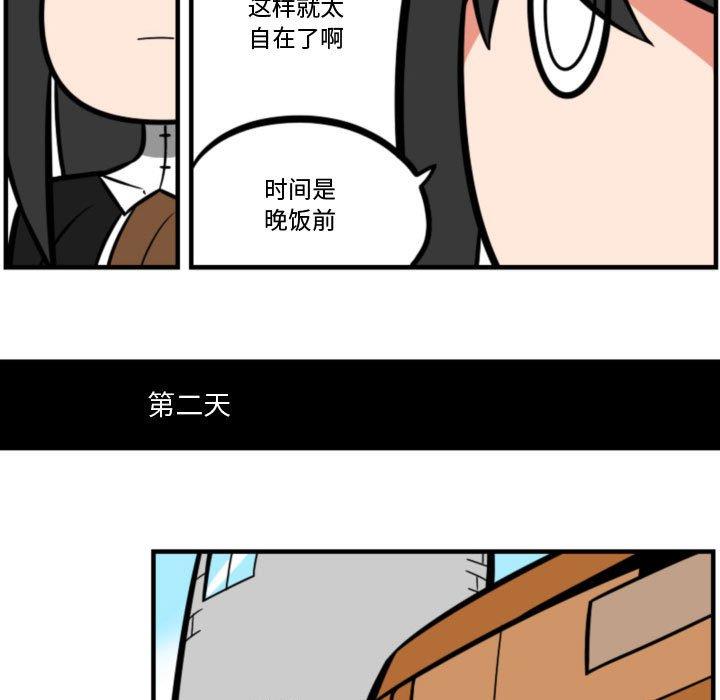 这样就太
自在了啊
时间是
晚饭前
第二天